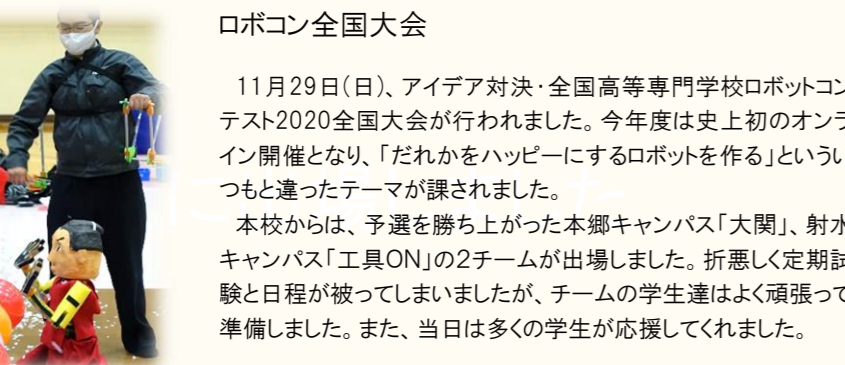 ロボコン全国大会
11月29日(日)、アイデア対決・全国高等専門学校ロボットコン
テスト2020全国大会が行われました。今年度は史上初のオンラ
イン開催となり、「だれかをハッピーにするロボットを作る」というい
つもと違ったテーマが課されました。
本校からは、予選を勝ち上がった本郷キャンパス「大関」、射水
キャンパス「工具ON」の2チームが出場しました。折悪しく定期試
験と日程が被ってしまいましたが、チームの学生達はよく頑張って
準備しました。また、当日は多くの学生が応援してくれました。